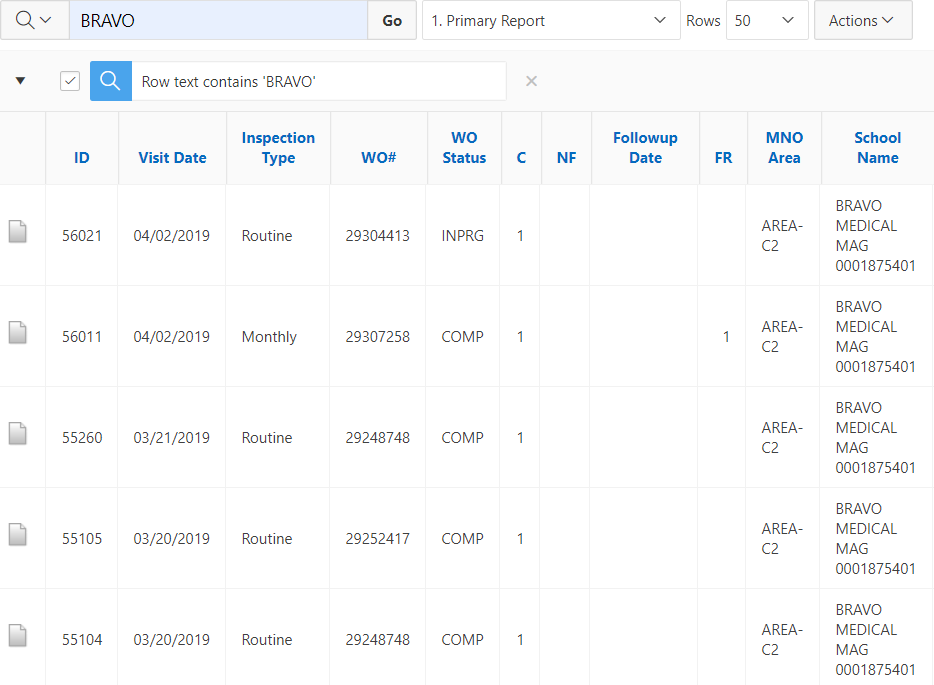 BRAVO Go 1. Primary Report Rows 50 Actions
Row text contains 'BRAVO'
ID Visit Date Inspection Type WO# WO Status C NF Followup Date FR MNO Area School Name
56021 04/02/2019 Routine 29304413 INPRG 1 AREA-C2 BRAVO MEDICAL MAG 0001875401
56011 04/02/2019 Monthly 29307258 COMP 1 1 AREA-C2 BRAVO MEDICAL MAG 0001875401
55260 03/21/2019 Routine 29248748 COMP 1 AREA-C2 BRAVO MEDICAL MAG 0001875401
55105 03/20/2019 Routine 29252417 COMP 1 AREA-C2 BRAVO MEDICAL MAG 0001875401
55104 03/20/2019 Routine 29248748 COMP 1 AREA-C2 BRAVO MEDICAL MAG 0001875401